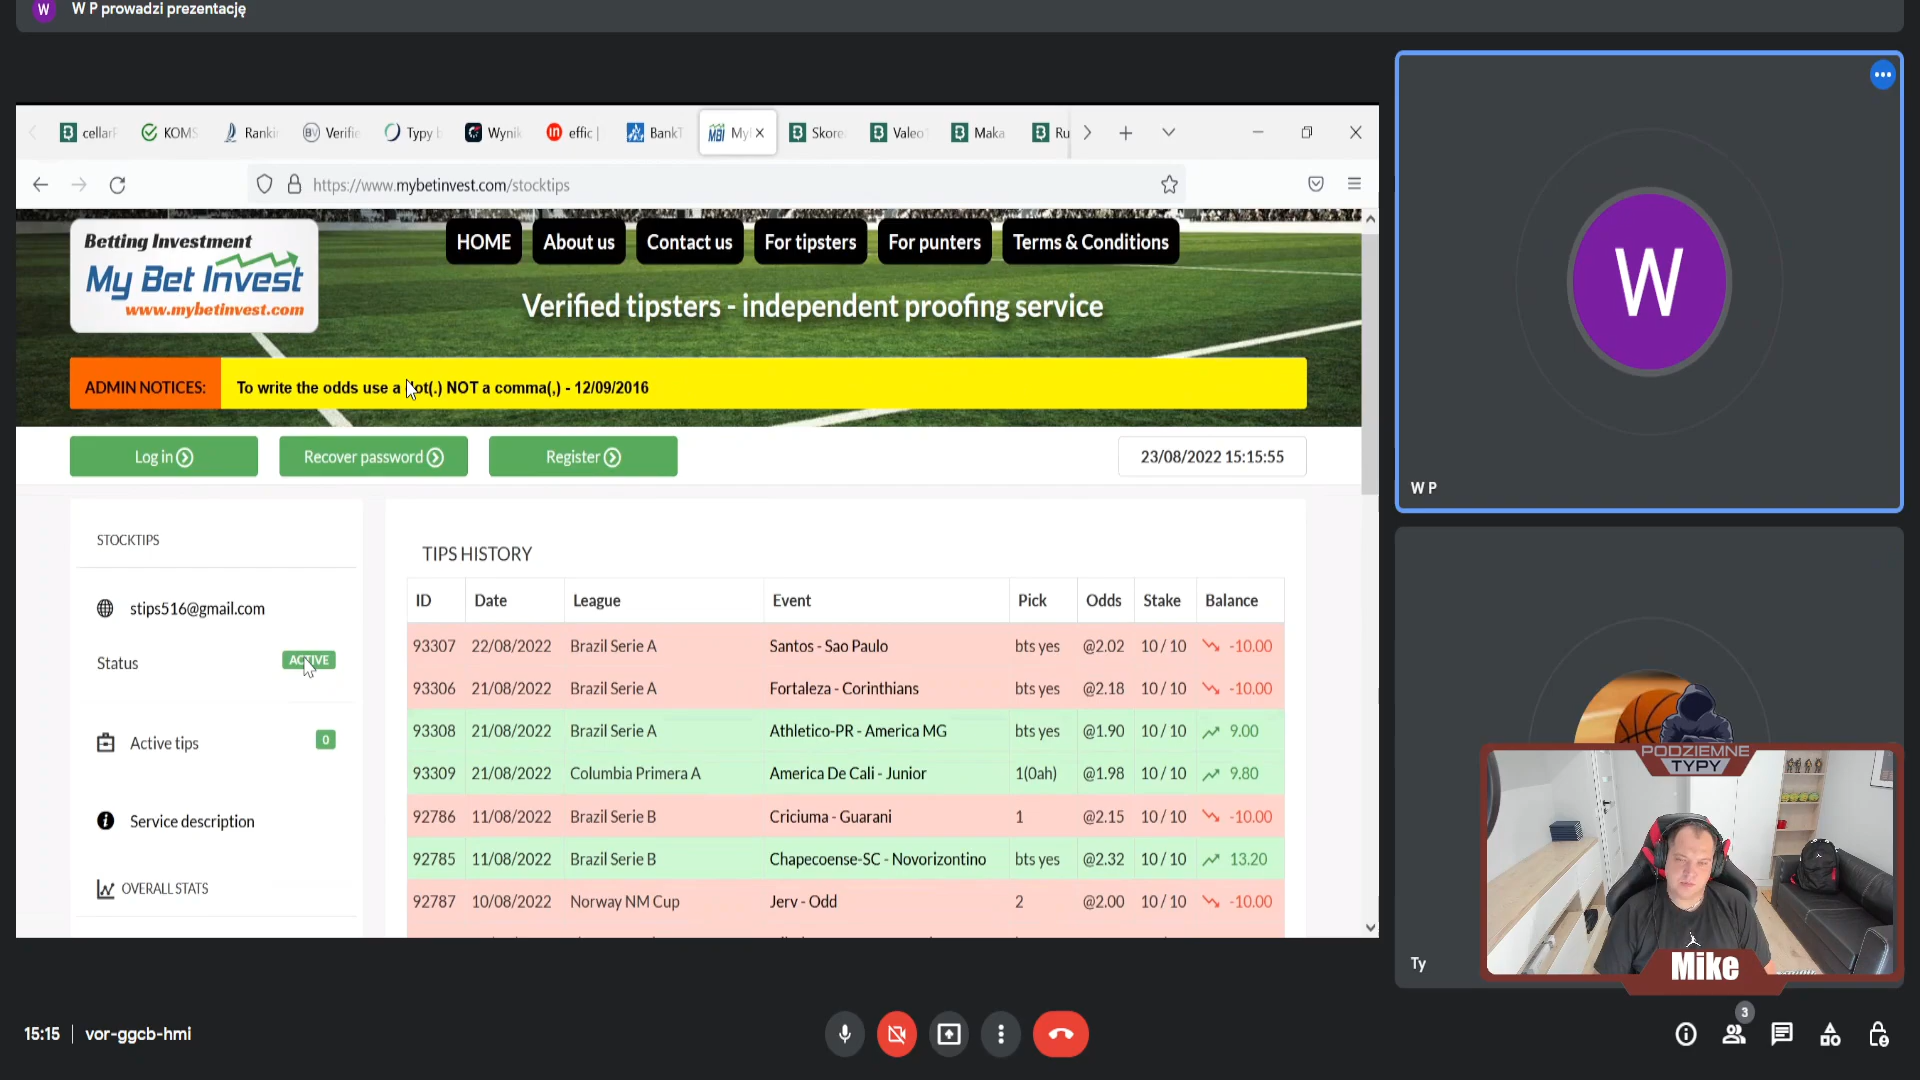 W W P prowadzi prezentację
cellar KOMS Ranki Verifie Typy Wynik effic | BankT My Skore Valeo Maka Ru
https://www.mybetinvest.com/stocktips
Betting Investment
My Bet Invest
www.mybetinvest.com
HOME About us Contact us For tipsters For punters Terms & Conditions
Verified tipsters - independent proofing service
ADMIN NOTICES: To write the odds use a dot(.) NOT a comma(,) - 12/09/2016
Log in Recover password Register 23/08/2022 15:15:55
STOCKTIPS
stips516@gmail.com
Status ACTIVE
Active tips 0
Service description
OVERALL STATS
TIPS HISTORY
ID Date League Event Pick Odds Stake Balance
93307 22/08/2022 Brazil Serie A Santos - Sao Paulo bts yes @2.02 10 / 10 -10.00
93306 21/08/2022 Brazil Serie A Fortaleza - Corinthians bts yes @2.18 10 / 10 -10.00
93308 21/08/2022 Brazil Serie A Athletico-PR - America MG bts yes @1.90 10 / 10 9.00
93309 21/08/2022 Columbia Primera A America De Cali - Junior 1(0ah) @1.98 10 / 10 9.80
92786 11/08/2022 Brazil Serie B Criciuma - Guarani 1 @2.15 10 / 10 -10.00
92785 11/08/2022 Brazil Serie B Chapecoense-SC - Novorizontino bts yes @2.32 10 / 10 13.20
92787 10/08/2022 Norway NM Cup Jerv - Odd 2 @2.00 10 / 10 -10.00
W
W P
PODZIEMNE
TYPY
Ty
Mike
15:15 | vor-ggcb-hmi
3